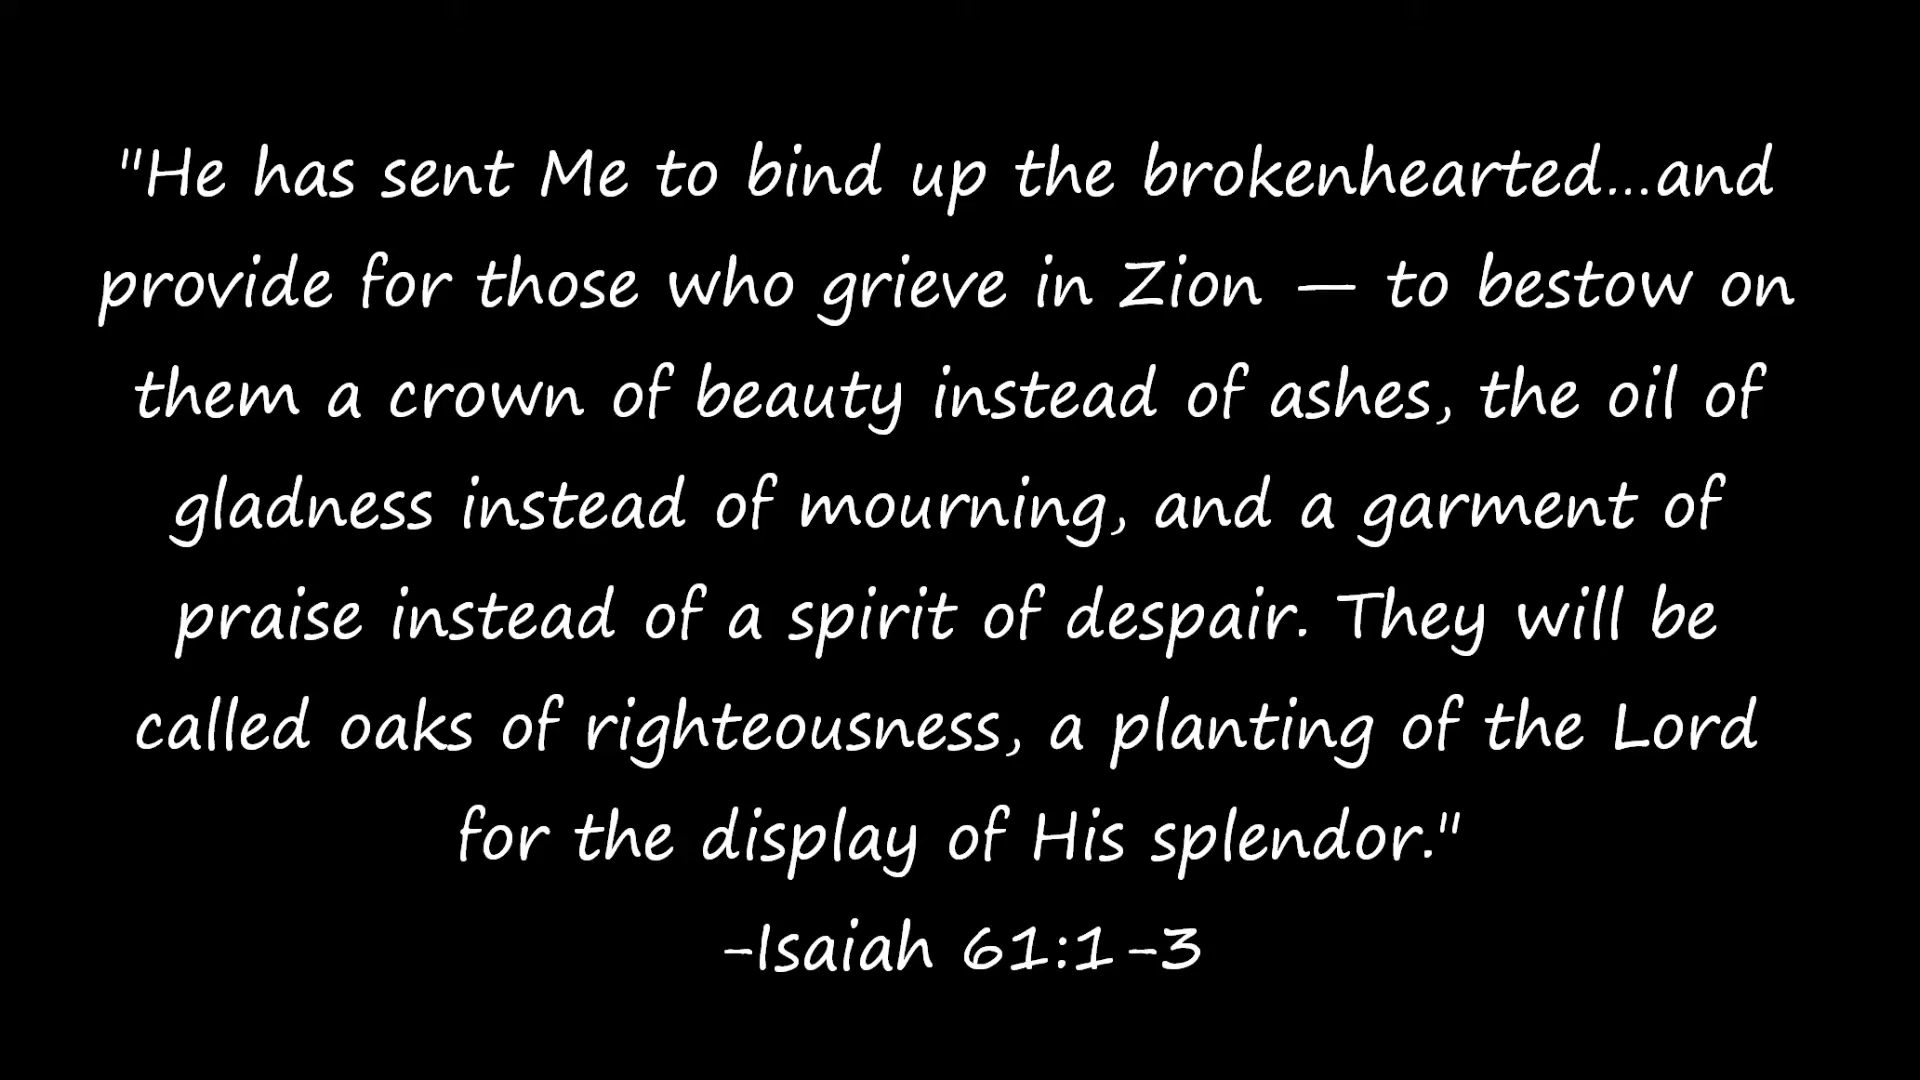 "He has sent Me to bind up the brokenhearted...and
provide for those who grieve in Zion — to bestow on
them a crown of beauty instead of ashes, the oil of
gladness instead of mourning, and a garment of
praise instead of a spirit of despair. They will be
called oaks of righteousness, a planting of the Lord
for the display of His splendor."
-Isaiah 61:1-3